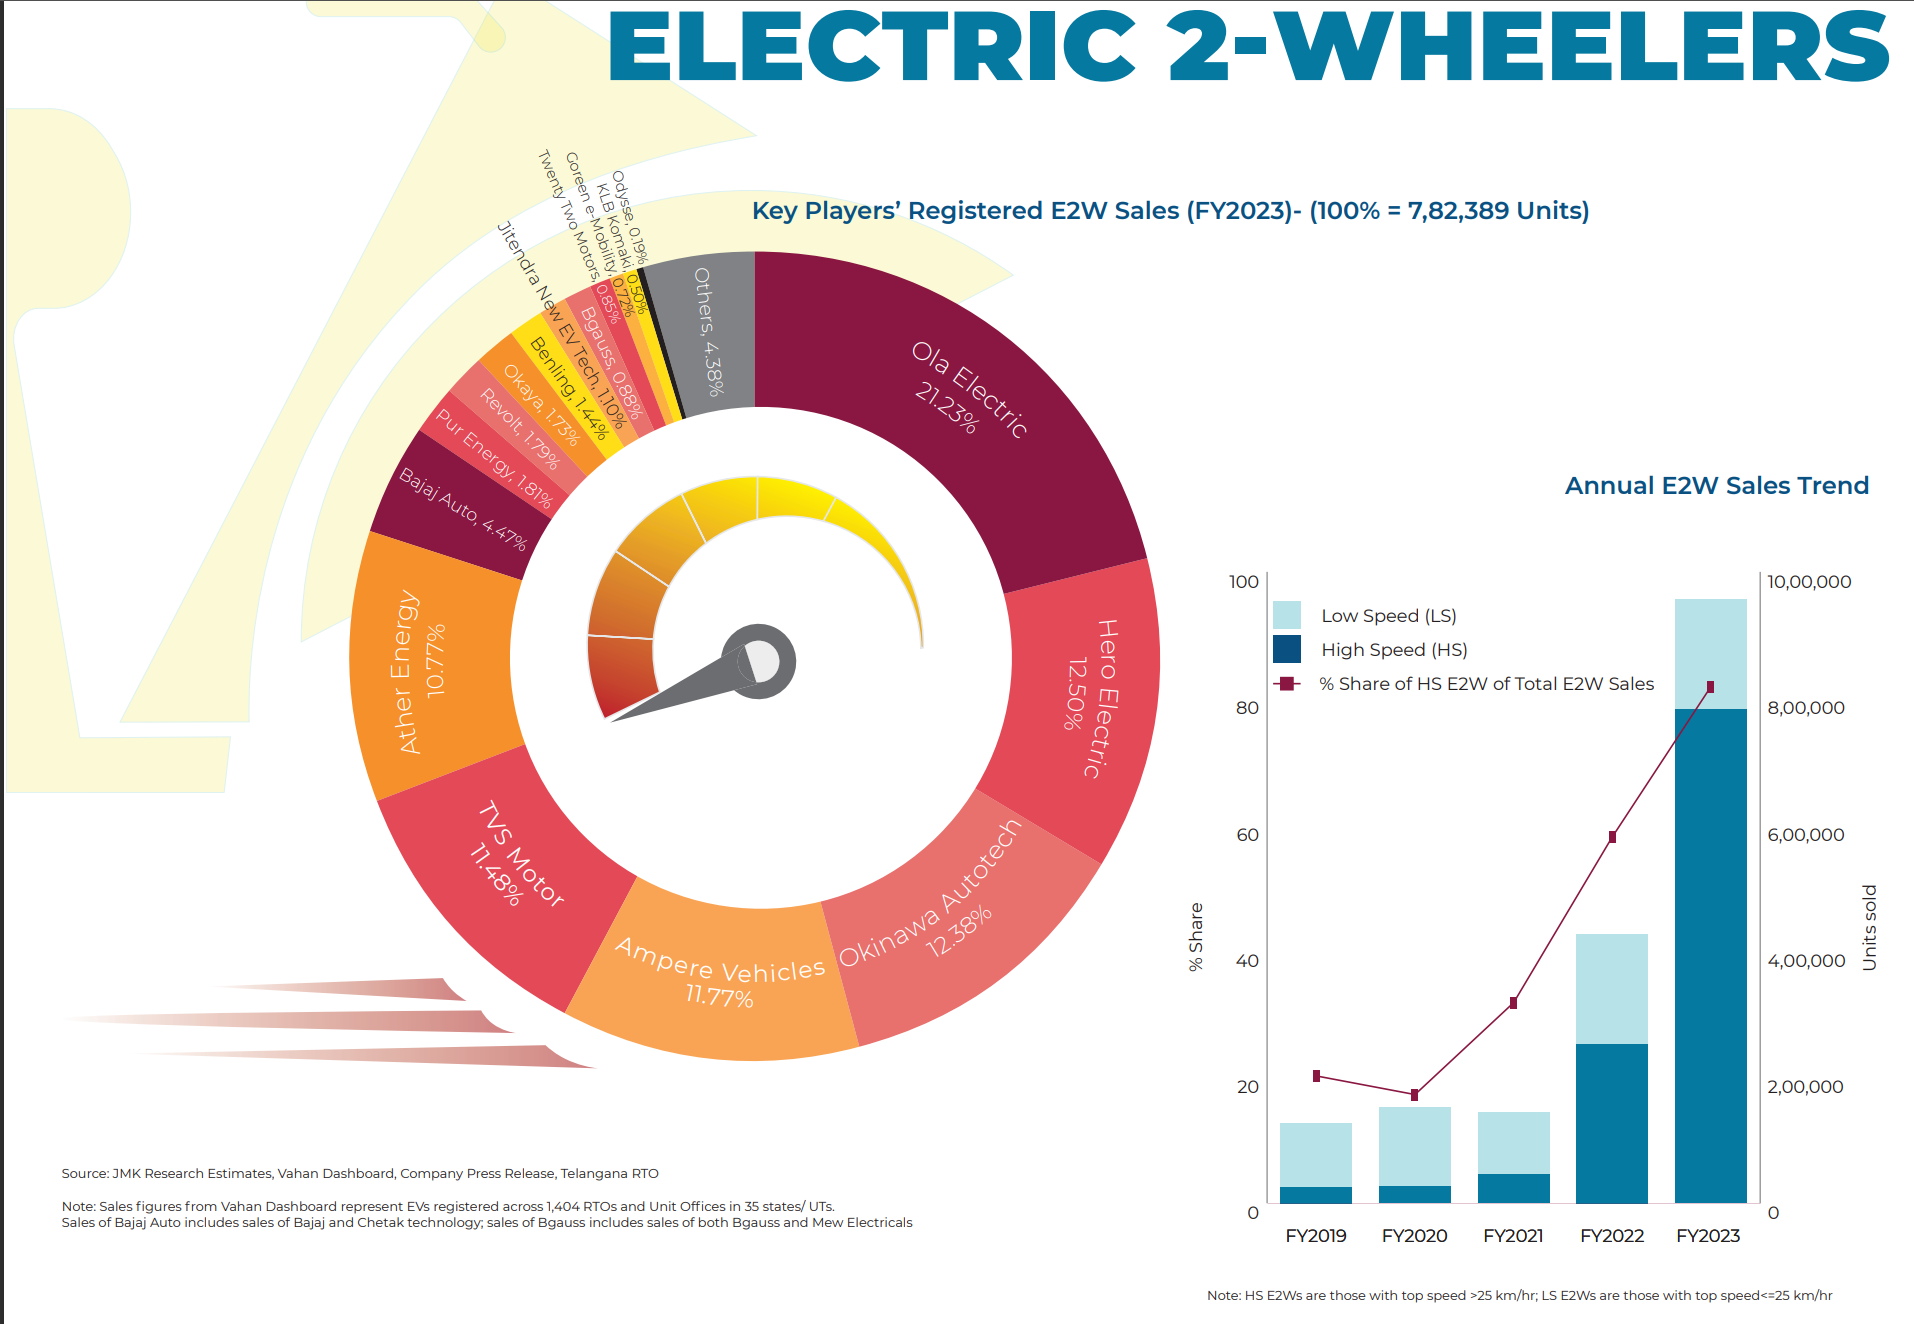 ELECTRIC 2-WHEELERS
Key Players’ Registered E2W Sales (FY2023)- (100% = 7,82,389 Units)
Ola Electric
21.23%
Hero Electric
12.50%
Okinawa Autotech
12.38%
Ampere Vehicles
11.77%
TVS Motor
11.48%
Ather Energy
10.77%
Bajaj Auto, 4.47%
Pur Energy, 1.81%
Revolt, 1.79%
Okaya, 1.73%
Benling, 1.44%
Jitendra New EV Tech, 1.10%
Bgauss, 0.88%
Twenty Two Motors, 0.85%
Goreen e-Mobility, 0.72%
KLB Komaki, 0.50%
Odysse, 0.19%
Others, 4.38%
Annual E2W Sales Trend
Low Speed (LS)
High Speed (HS)
% Share of HS E2W of Total E2W Sales
100
80
60
40
20
0
% Share
10,00,000
8,00,000
6,00,000
4,00,000
2,00,000
0
Units sold
FY2019 FY2020 FY2021 FY2022 FY2023
Source: JMK Research Estimates, Vahan Dashboard, Company Press Release, Telangana RTO
Note: Sales figures from Vahan Dashboard represent EVs registered across 1,404 RTOs and Unit Offices in 35 states/ UTs.
Sales of Bajaj Auto includes sales of Bajaj and Chetak technology; sales of Bgauss includes sales of both Bgauss and Mew Electricals
Note: HS E2Ws are those with top speed >25 km/hr; LS E2Ws are those with top speed<=25 km/hr